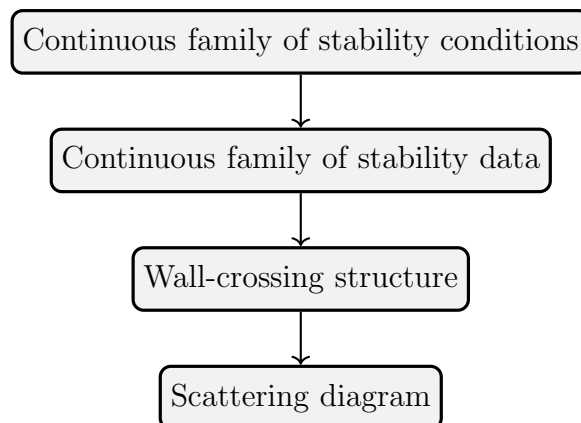 Continuous family of stability conditions
Continuous family of stability data
Wall-crossing structure
Scattering diagram